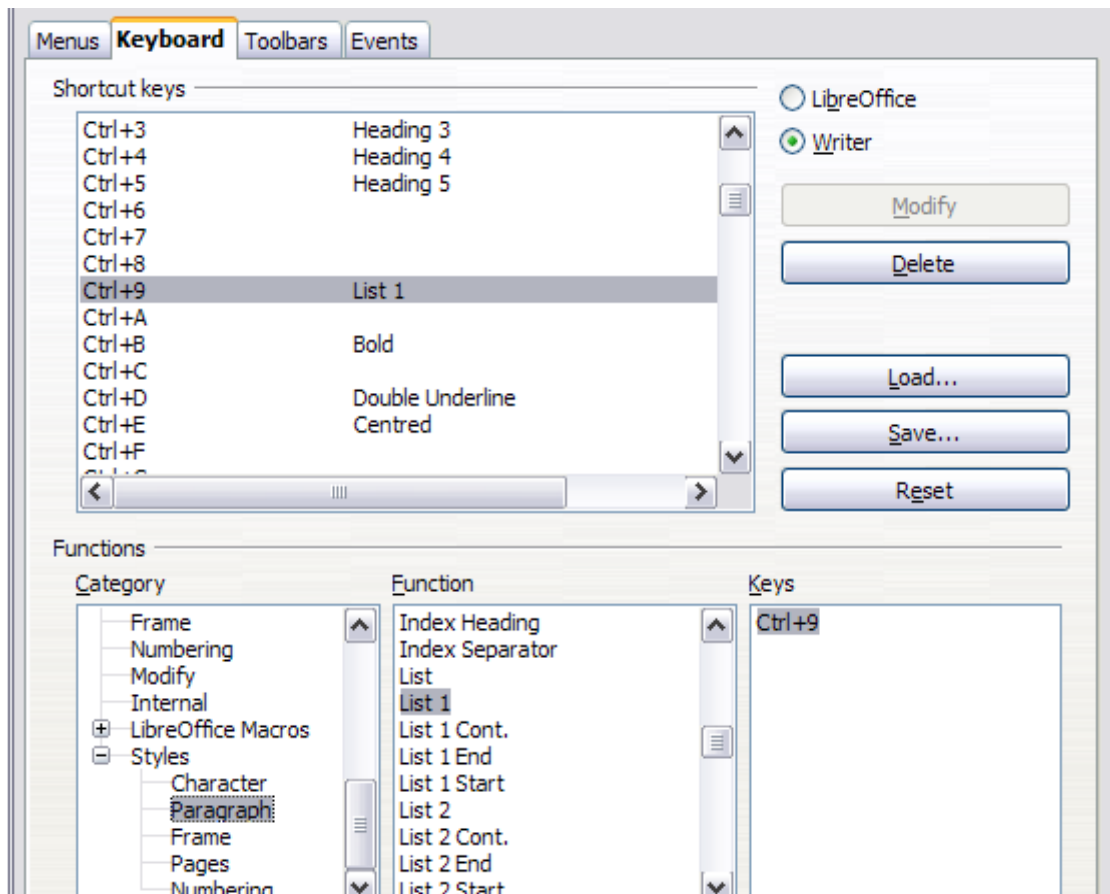 Menus Keyboard Toolbars Events
Shortcut keys
LibreOffice
Writer
Ctrl+3 Heading 3
Ctrl+4 Heading 4
Ctrl+5 Heading 5
Ctrl+6
Ctrl+7
Ctrl+8
Ctrl+9 List 1
Ctrl+A
Ctrl+B Bold
Ctrl+C
Ctrl+D Double Underline
Ctrl+E Centred
Ctrl+F
Modify
Delete
Load...
Save...
Reset
Functions
Category
Frame
Numbering
Modify
Internal
LibreOffice Macros
Styles
Character
Paragraph
Frame
Pages
Numbering
Function
Index Heading
Index Separator
List
List 1
List 1 Cont.
List 1 End
List 1 Start
List 2
List 2 Cont.
List 2 End
List 2 Start
Keys
Ctrl+9